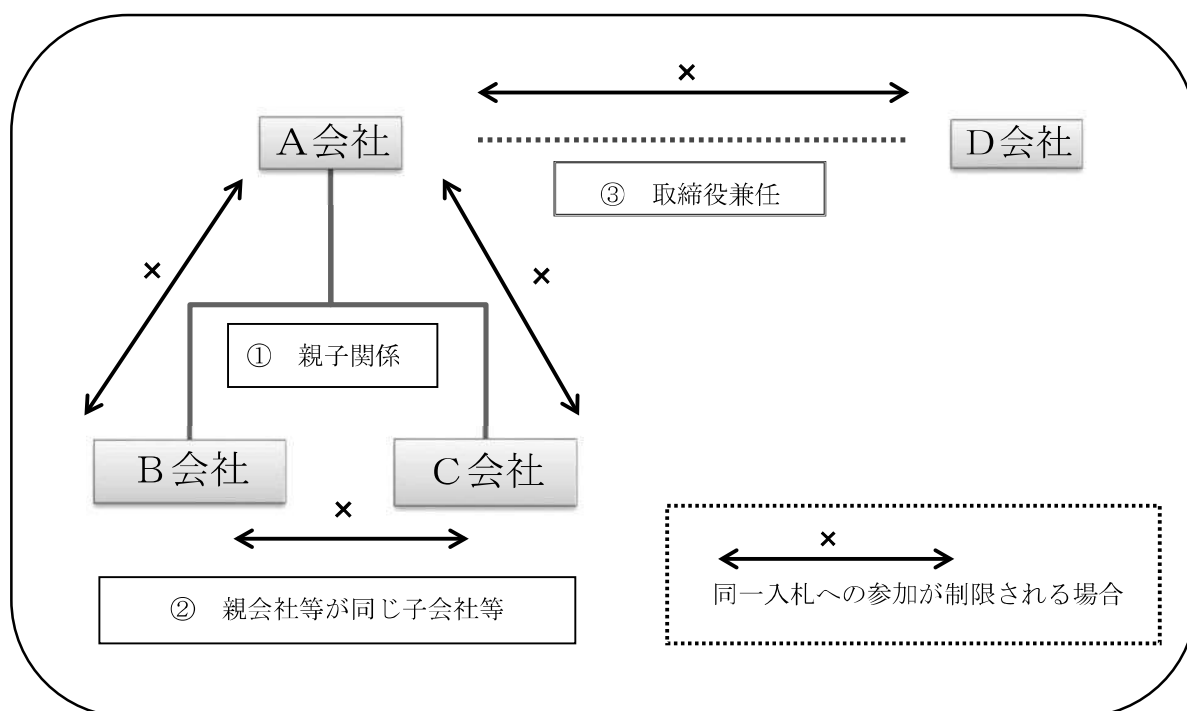 ×
A会社
D会社
③ 取締役兼任
×
×
① 親子関係
B会社
C会社
×
② 親会社等が同じ子会社等
×
同一入札への参加が制限される場合